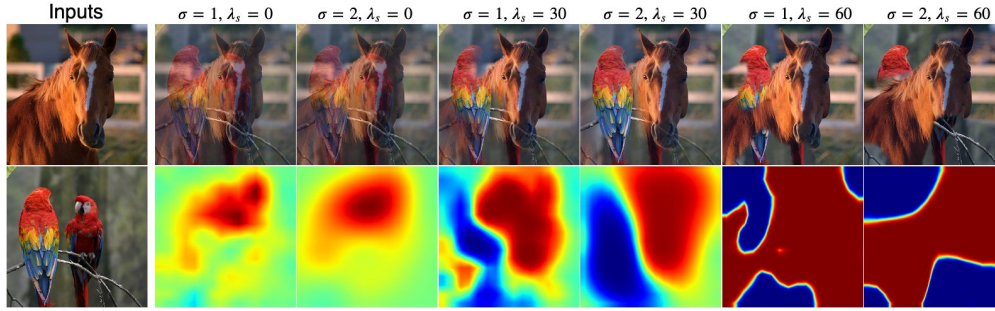 Inputs
σ = 1, λₛ = 0
σ = 2, λₛ = 0
σ = 1, λₛ = 30
σ = 2, λₛ = 30
σ = 1, λₛ = 60
σ = 2, λₛ = 60